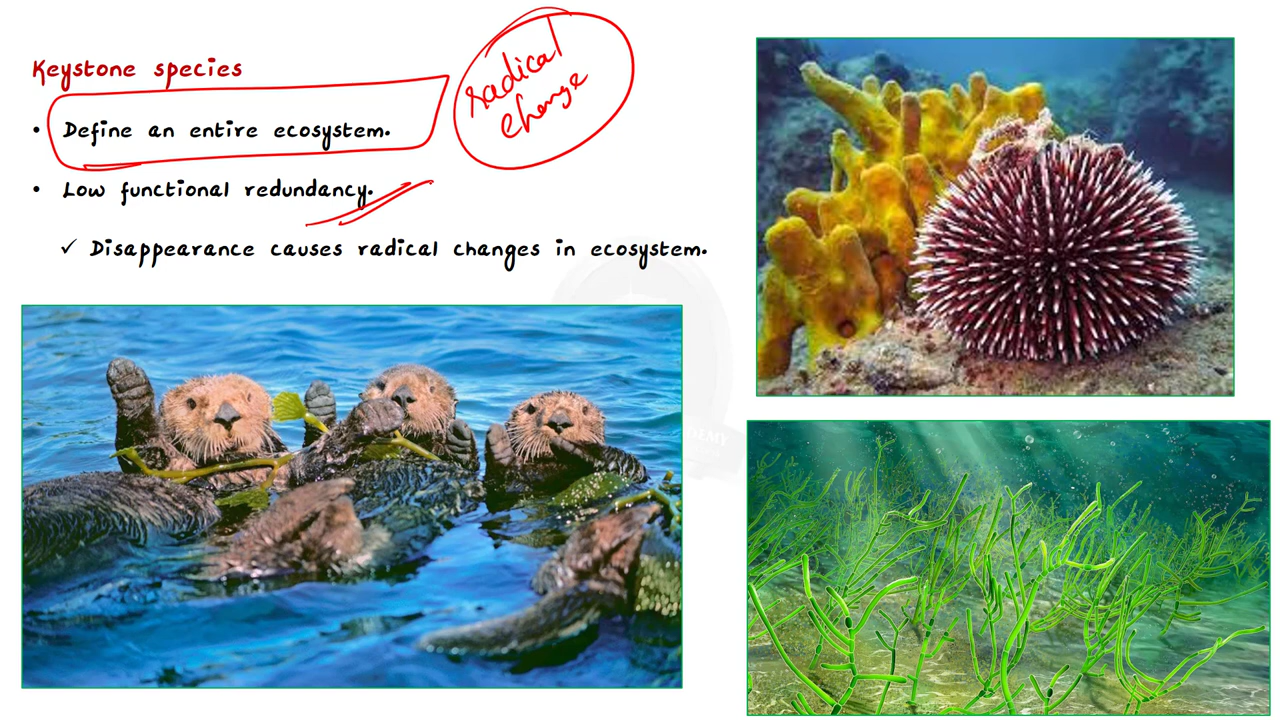 Keystone species
• Define an entire ecosystem.
• Low functional redundancy.
✓ Disappearance causes radical changes in ecosystem.
radical
change